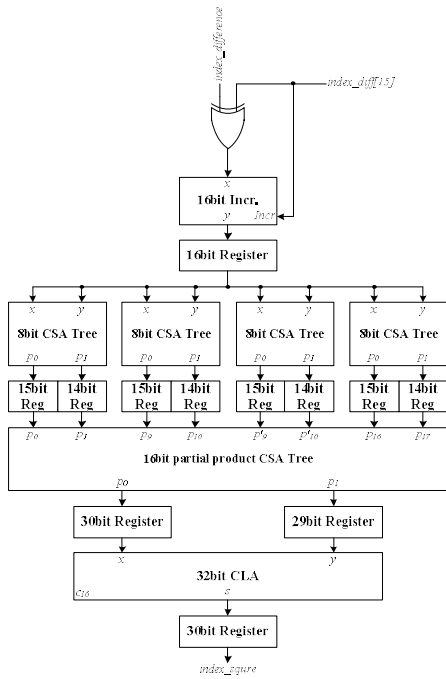 index_difference
index_diff[15]
x
16bit Incr.
y Incr
16bit Register
x y x y x y x y
8bit CSA Tree 8bit CSA Tree 8bit CSA Tree 8bit CSA Tree
p0 p1 p0 p1 p0 p1 p0 p1
15bit Reg 14bit Reg 15bit Reg 14bit Reg 15bit Reg 14bit Reg 15bit Reg 14bit Reg
p0 p1 p9 p10 p'9 p'10 p16 p17
16bit partial product CSA Tree
p0 p1
30bit Register 29bit Register
x y
32bit CLA
c16 s
30bit Register
index_squre